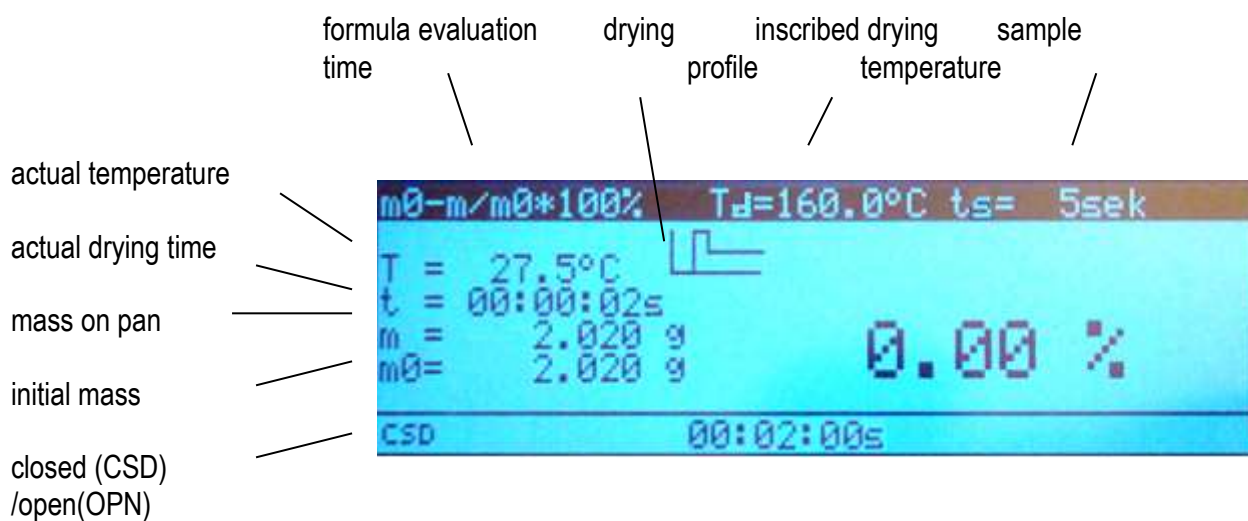 formula evaluation drying inscribed drying sample
time profile temperature
actual temperature
actual drying time
mass on pan
initial mass
closed (CSD)
/open(OPN)
m0-m/m0*100% Td=160.0°C ts= 5sek
T = 27.5°C
t = 00:00:02s
m = 2.020 g
m0= 2.020 g
0.00 %
CSD 00:02:00s